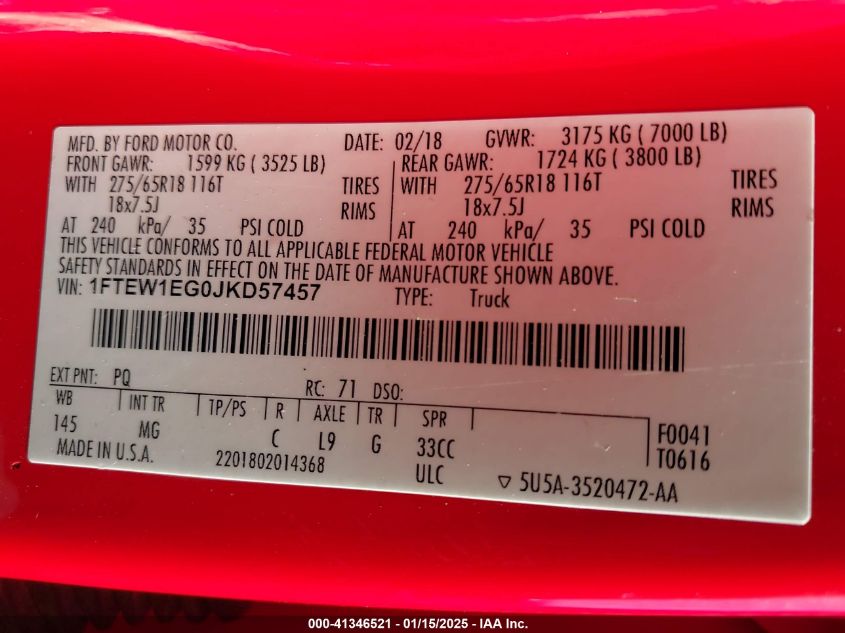 MFD. BY FORD MOTOR CO. DATE: 02/18 GVWR: 3175 KG ( 7000 LB)
FRONT GAWR: 1599 KG ( 3525 LB) REAR GAWR: 1724 KG ( 3800 LB)
WITH 275/65R18 116T TIRES WITH 275/65R18 116T TIRES
18x7.5J RIMS 18x7.5J RIMS
AT 240 kPa/ 35 PSI COLD AT 240 kPa/ 35 PSI COLD
THIS VEHICLE CONFORMS TO ALL APPLICABLE FEDERAL MOTOR VEHICLE
SAFETY STANDARDS IN EFFECT ON THE DATE OF MANUFACTURE SHOWN ABOVE.
VIN: 1FTEW1EG0JKD57457 TYPE: Truck
EXT PNT: PQ RC: 71 DSO:
WB INT TR TP/PS R AXLE TR SPR
145 MG C L9 G 33CC F0041
MADE IN U.S.A. 2201802014368 ULC T0616
▽ 5U5A-3520472-AA
000-41346521 - 01/15/2025 - IAA Inc.